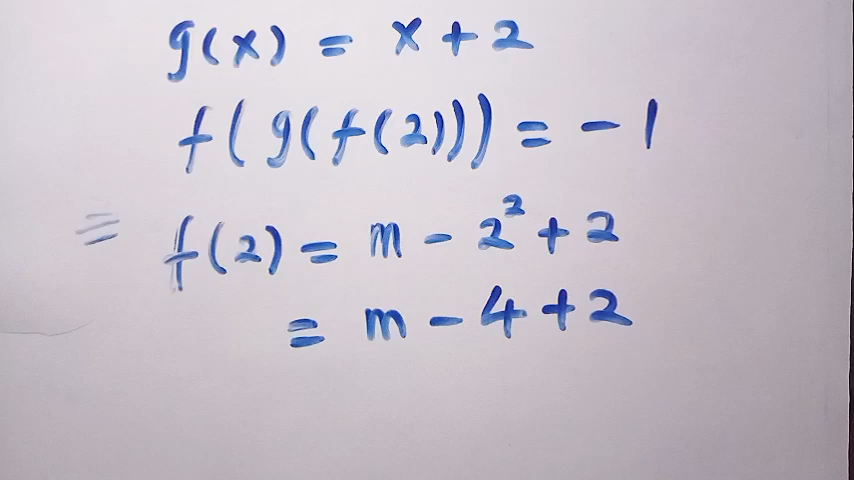 g(x) = x + 2
f(g(f(2))) = - 1
= f(2) = m - 2² + 2
= m - 4 + 2